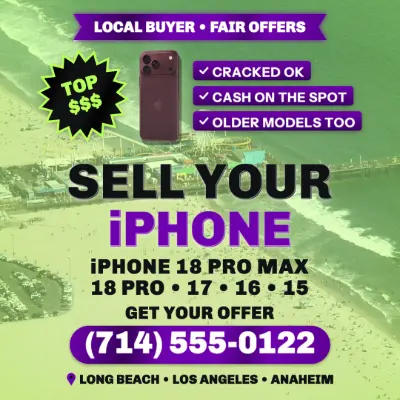 LOCAL BUYER • FAIR OFFERS
TOP
$$$
✓ CRACKED OK
✓ CASH ON THE SPOT
✓ OLDER MODELS TOO
SELL YOUR
iPHONE
iPHONE 18 PRO MAX
18 PRO • 17 • 16 • 15
GET YOUR OFFER
(714) 555-0122
LONG BEACH • LOS ANGELES • ANAHEIM